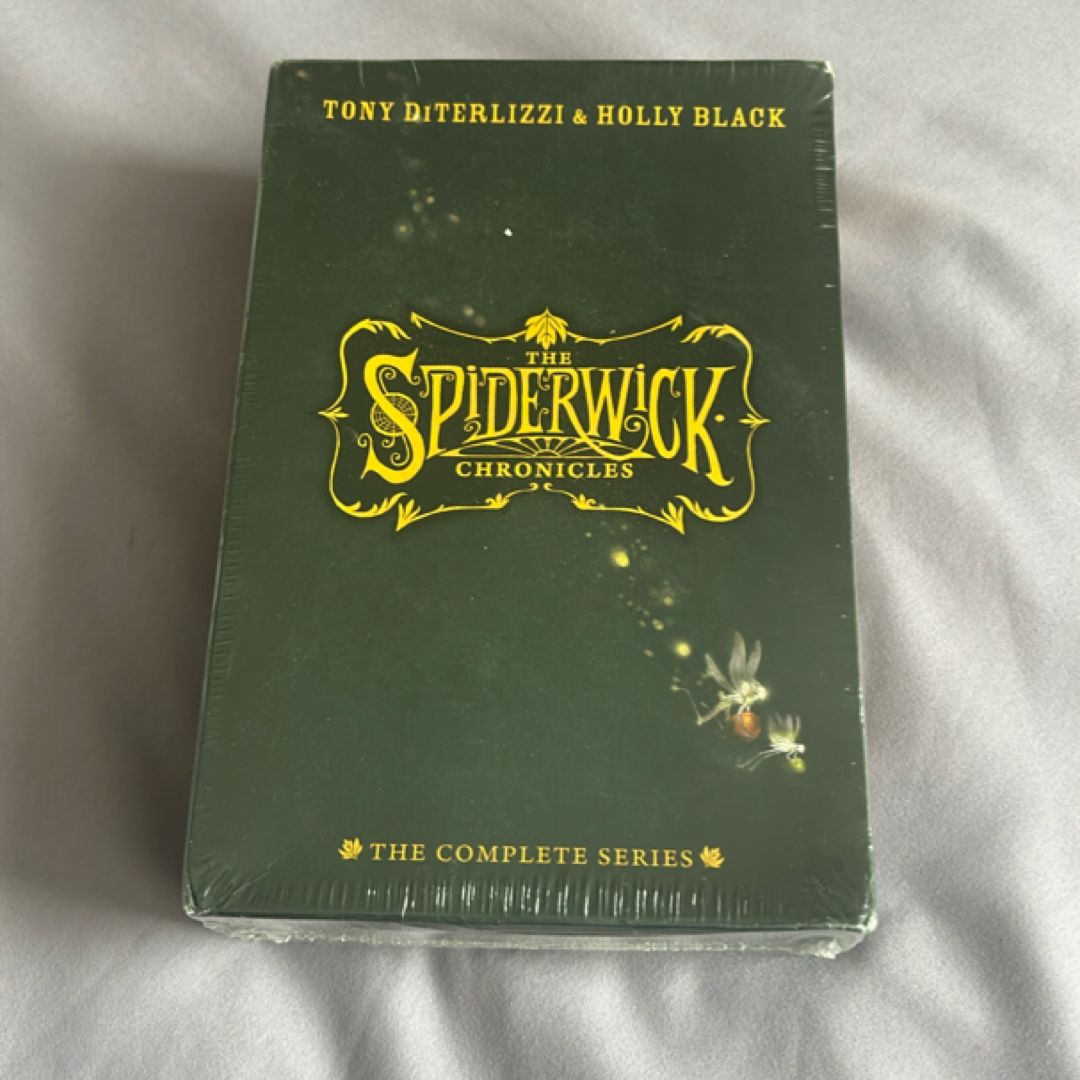 TONY DiTERLIZZI & HOLLY BLACK
THE
SPiDERWiCK
CHRONICLES
THE COMPLETE SERIES